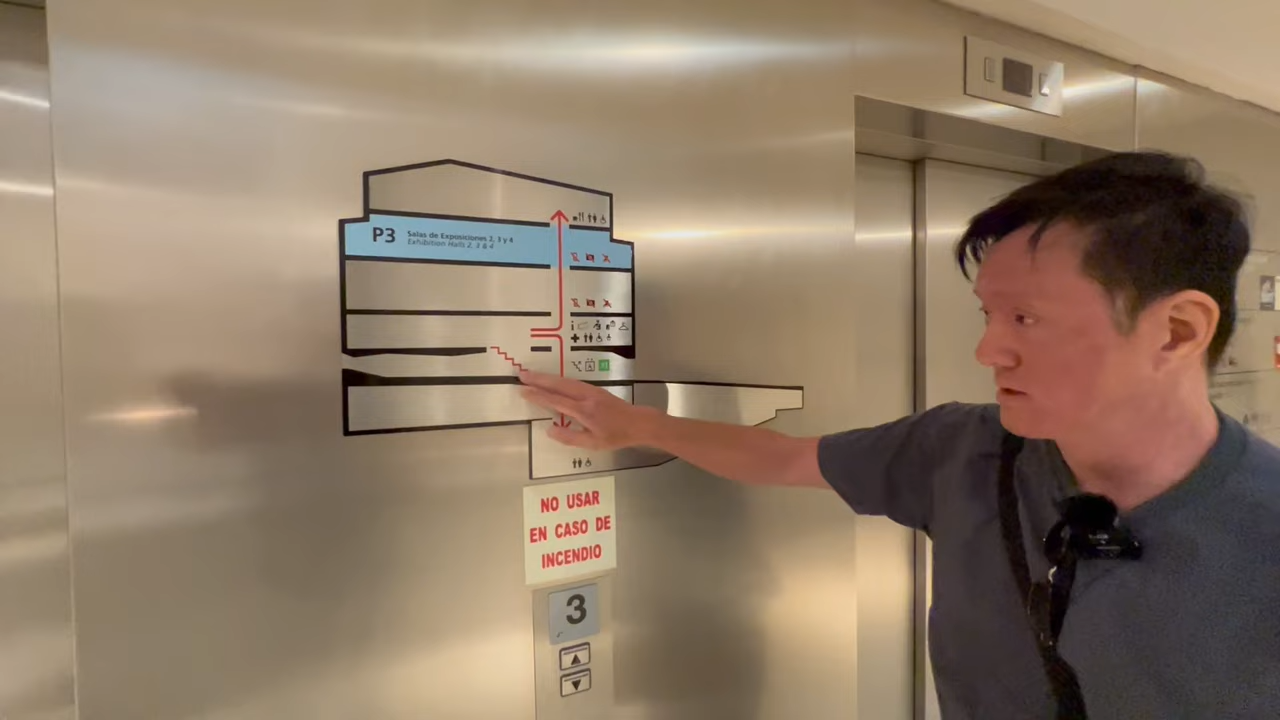 P3
Salas de Exposiciones 2, 3 y 4
Exhibition Halls 2, 3 & 4
NO USAR
EN CASO DE
INCENDIO
3